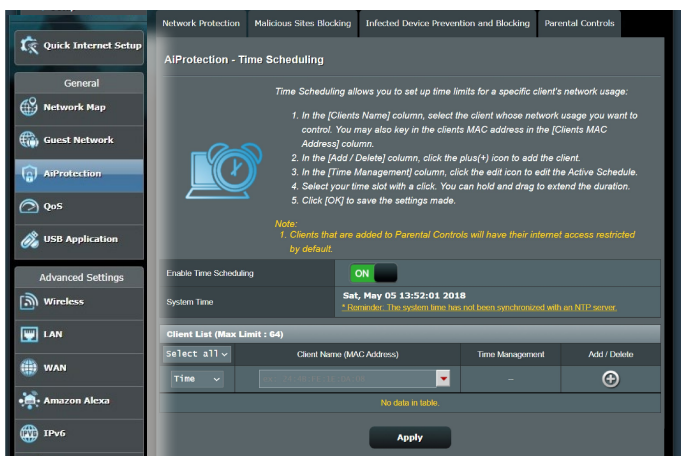 Network Protection
Malicious Sites Blocking
Infected Device Prevention and Blocking
Parental Controls
Quick Internet Setup
General
Network Map
Guest Network
AiProtection
QoS
USB Application
Advanced Settings
Wireless
LAN
WAN
Amazon Alexa
IPv6
AiProtection - Time Scheduling
Time Scheduling allows you to set up time limits for a specific client's network usage:
1. In the [Clients Name] column, select the client whose network usage you want to
control. You may also key in the clients MAC address in the [Clients MAC
Address] column.
2. In the [Add / Delete] column, click the plus(+) icon to add the client.
3. In the [Time Management] column, click the edit icon to edit the Active Schedule.
4. Select your time slot with a click. You can hold and drag to extend the duration.
5. Click [OK] to save the settings made.
Note:
1. Clients that are added to Parental Controls will have their internet access restricted
by default.
Enable Time Scheduling
ON
System Time
Sat, May 05 13:52:01 2018
* Reminder: The system time has not been synchronized with an NTP server.
Client List (Max Limit : 64)
Select all
Client Name (MAC Address)
Time Management
Add / Delete
Time
–
No data in table.
Apply